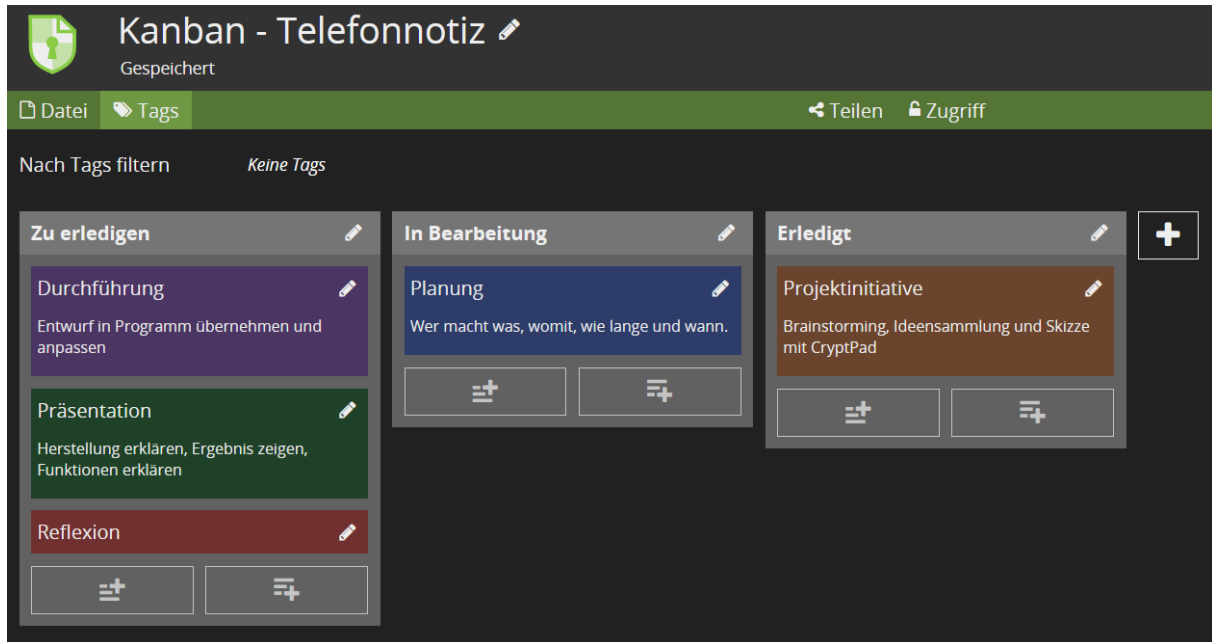 Kanban - Telefonnotiz
Gespeichert
Datei Tags Teilen Zugriff
Nach Tags filtern Keine Tags
Zu erledigen
Durchführung
Entwurf in Programm übernehmen und
anpassen
Präsentation
Herstellung erklären, Ergebnis zeigen,
Funktionen erklären
Reflexion
In Bearbeitung
Planung
Wer macht was, womit, wie lange und wann.
Erledigt
Projektinitiative
Brainstorming, Ideensammlung und Skizze
mit CryptPad